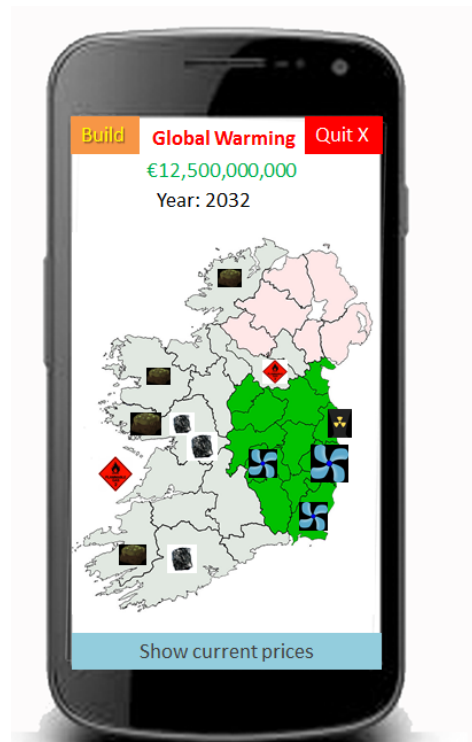 Build
Global Warming
Quit X
€12,500,000,000
Year: 2032
Show current prices